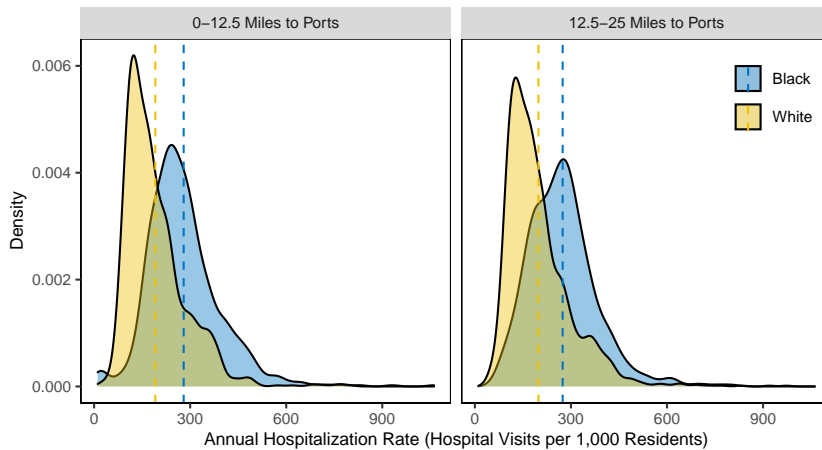 0−12.5 Miles to Ports
12.5−25 Miles to Ports
Density
0.006
0.004
0.002
0.000
Black
White
0 300 600 900
0 300 600 900
Annual Hospitalization Rate (Hospital Visits per 1,000 Residents)